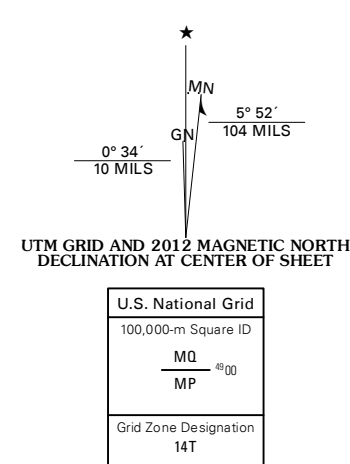 ★
MN
GN
5° 52´
104 MILS
0° 34´
10 MILS
UTM GRID AND 2012 MAGNETIC NORTH
DECLINATION AT CENTER OF SHEET
U.S. National Grid
100,000-m Square ID
MQ
4900
MP
Grid Zone Designation
14T